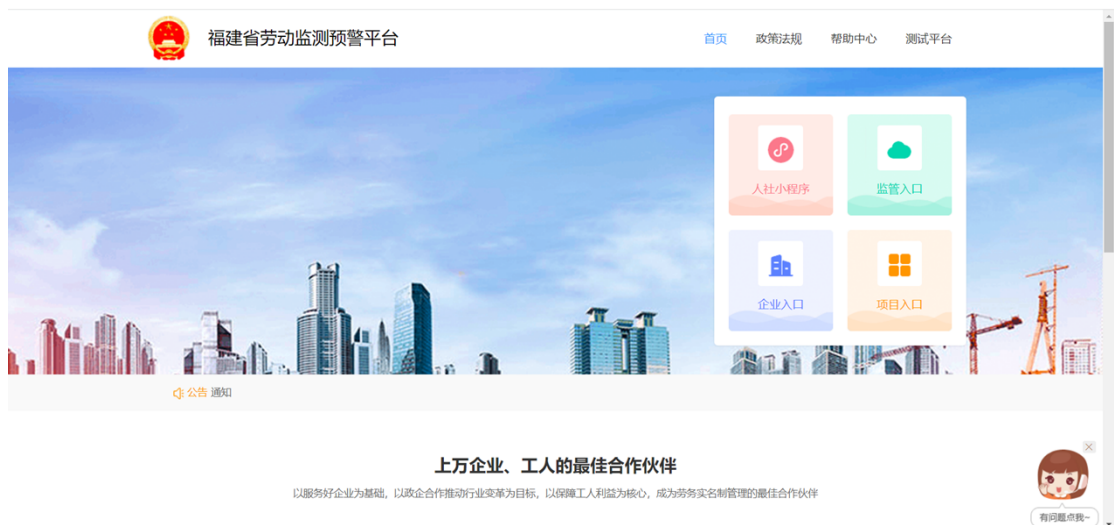 福建省劳动监测预警平台
首页 政策法规 帮助中心 测试平台
人社小程序 监管入口
企业入口 项目入口
公告 通知
上万企业、工人的最佳合作伙伴
以服务好企业为基础，以政企合作推动行业变革为目标，以保障工人利益为核心，成为劳务实名制管理的最佳合作伙伴
有问题点我~